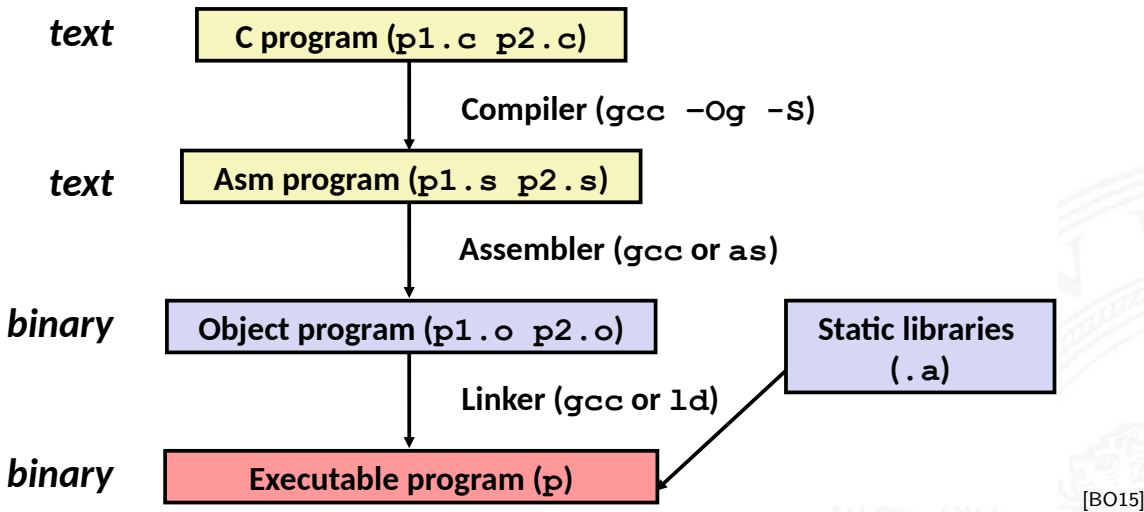 text
C program (p1.c p2.c)
Compiler (gcc –Og -S)
text
Asm program (p1.s p2.s)
Assembler (gcc or as)
binary
Object program (p1.o p2.o)
Static libraries
(.a)
Linker (gcc or ld)
binary
Executable program (p)
[BO15]